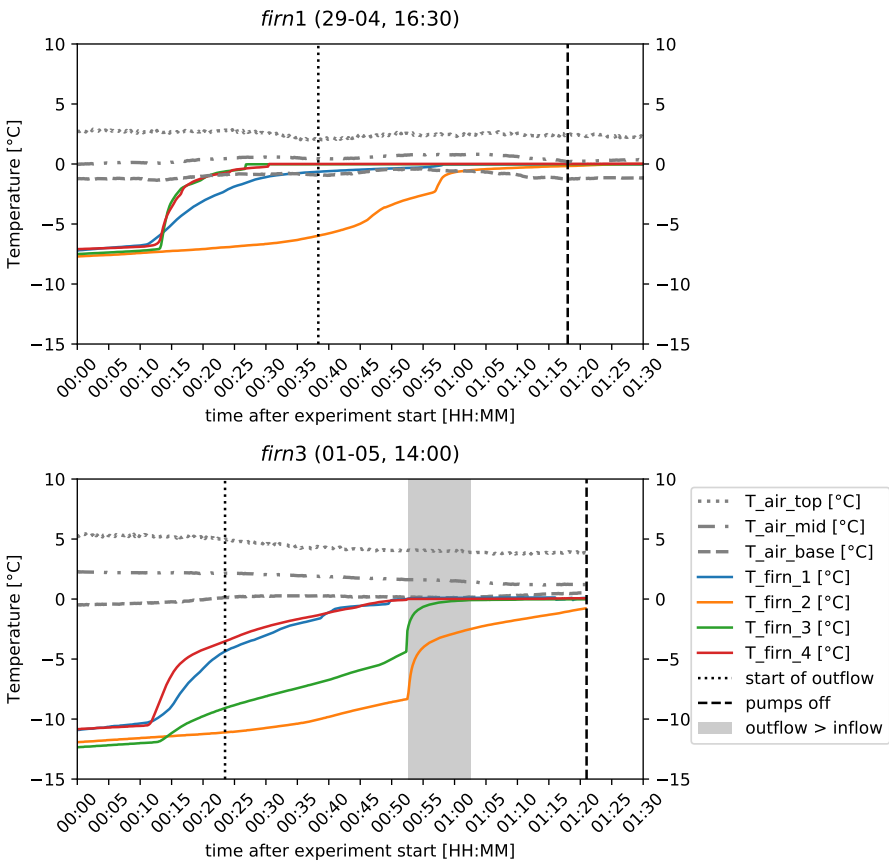 firn1 (29-04, 16:30)
10
5
0
−5
−10
−15
Temperature [°C]
10
5
0
−5
−10
−15
00:00 00:05 00:10 00:15 00:20 00:25 00:30 00:35 00:40 00:45 00:50 00:55 01:00 01:05 01:10 01:15 01:20 01:25 01:30
time after experiment start [HH:MM]
firn3 (01-05, 14:00)
10
5
0
−5
−10
−15
Temperature [°C]
10
5
0
−5
−10
−15
00:00 00:05 00:10 00:15 00:20 00:25 00:30 00:35 00:40 00:45 00:50 00:55 01:00 01:05 01:10 01:15 01:20 01:25 01:30
time after experiment start [HH:MM]
T_air_top [°C]
T_air_mid [°C]
T_air_base [°C]
T_firn_1 [°C]
T_firn_2 [°C]
T_firn_3 [°C]
T_firn_4 [°C]
start of outflow
pumps off
outflow > inflow